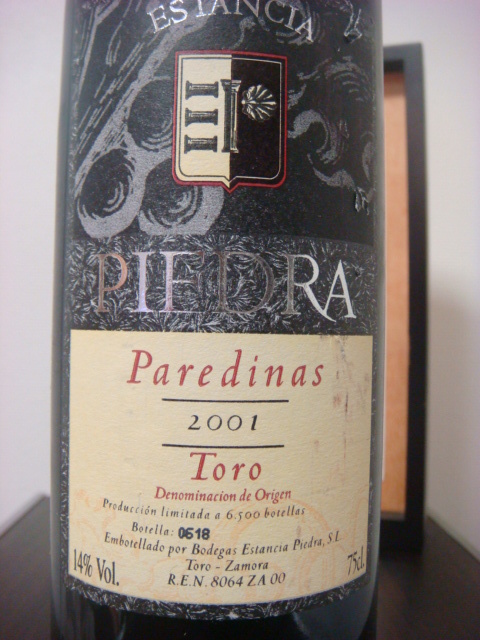 ESTANCIA
PIEDRA
Paredinas
2001
Toro
Denominacion de Origen
Producción limitada a 6.500 botellas
Botella: 0618
Embotellado por Bodegas Estancia Piedra, S.L
Toro - Zamora
14% Vol. R.E.N. 8064 ZA 00 75cl.